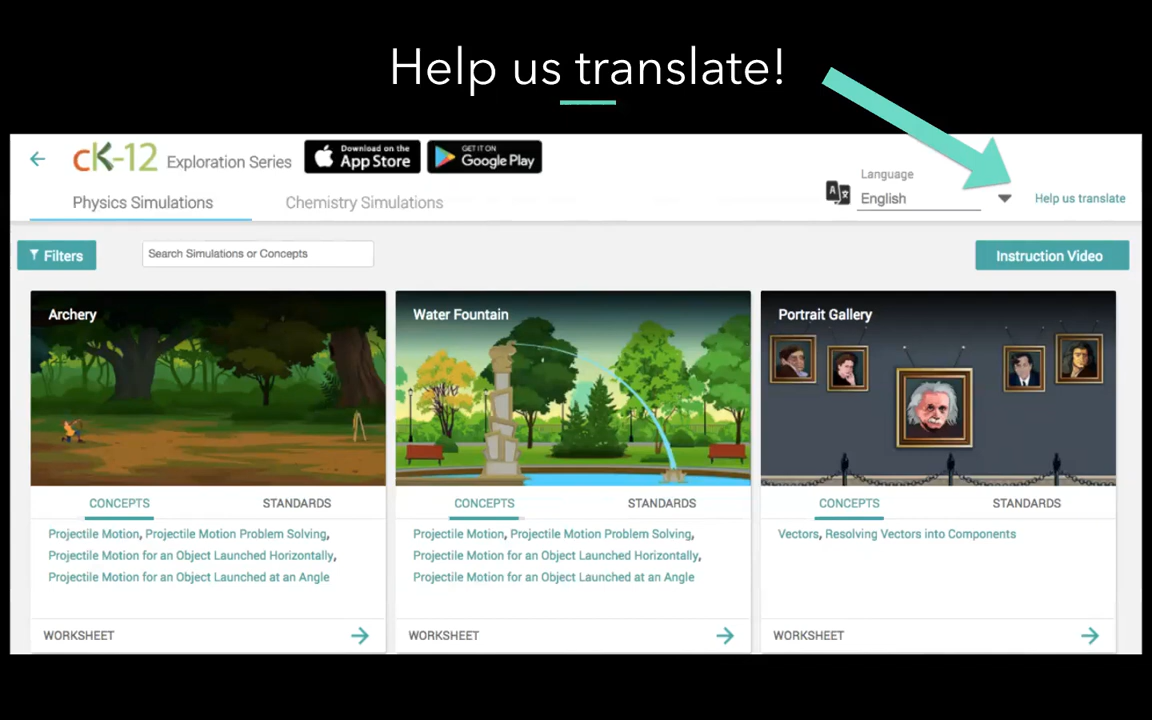 Help us translate!
cK-12 Exploration Series
Download on the
App Store
GET IT ON
Google Play
Physics Simulations
Chemistry Simulations
Language
English
Help us translate
Filters
Search Simulations or Concepts
Instruction Video
Archery
CONCEPTS
STANDARDS
Projectile Motion, Projectile Motion Problem Solving,
Projectile Motion for an Object Launched Horizontally,
Projectile Motion for an Object Launched at an Angle
WORKSHEET
Water Fountain
CONCEPTS
STANDARDS
Projectile Motion, Projectile Motion Problem Solving,
Projectile Motion for an Object Launched Horizontally,
Projectile Motion for an Object Launched at an Angle
WORKSHEET
Portrait Gallery
CONCEPTS
STANDARDS
Vectors, Resolving Vectors into Components
WORKSHEET